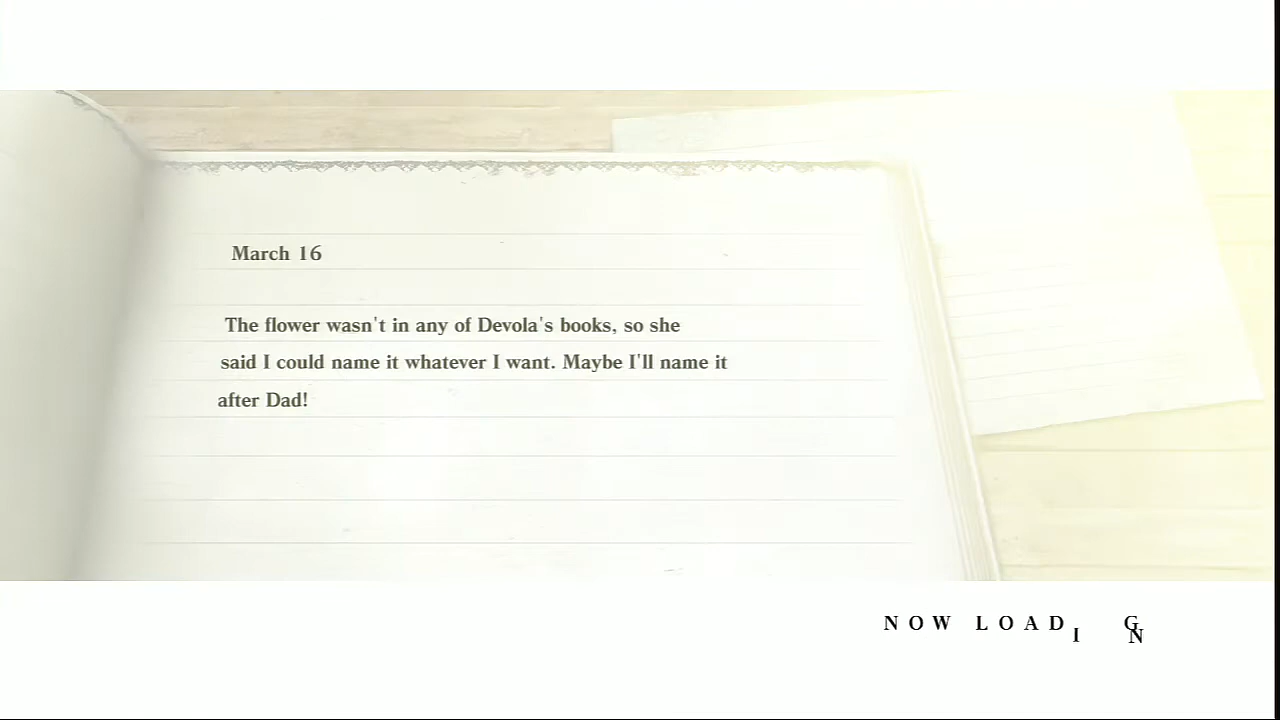 March 16
The flower wasn't in any of Devola's books, so she
said I could name it whatever I want. Maybe I'll name it
after Dad!
NOW LOADING